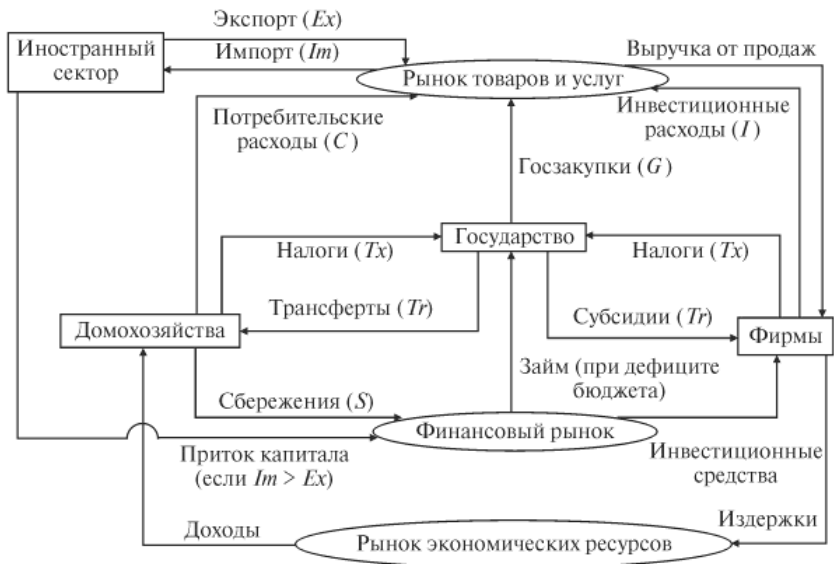 Экспорт (Ex)
Иностранный
сектор
Импорт (Im)
Рынок товаров и услуг
Выручка от продаж
Потребительские
расходы (C)
Инвестиционные
расходы (I)
Госзакупки (G)
Государство
Налоги (Tx)
Налоги (Tx)
Трансферты (Tr)
Субсидии (Tr)
Домохозяйства
Фирмы
Займ (при дефиците
бюджета)
Сбережения (S)
Финансовый рынок
Приток капитала
(если Im > Ex)
Инвестиционные
средства
Доходы
Издержки
Рынок экономических ресурсов